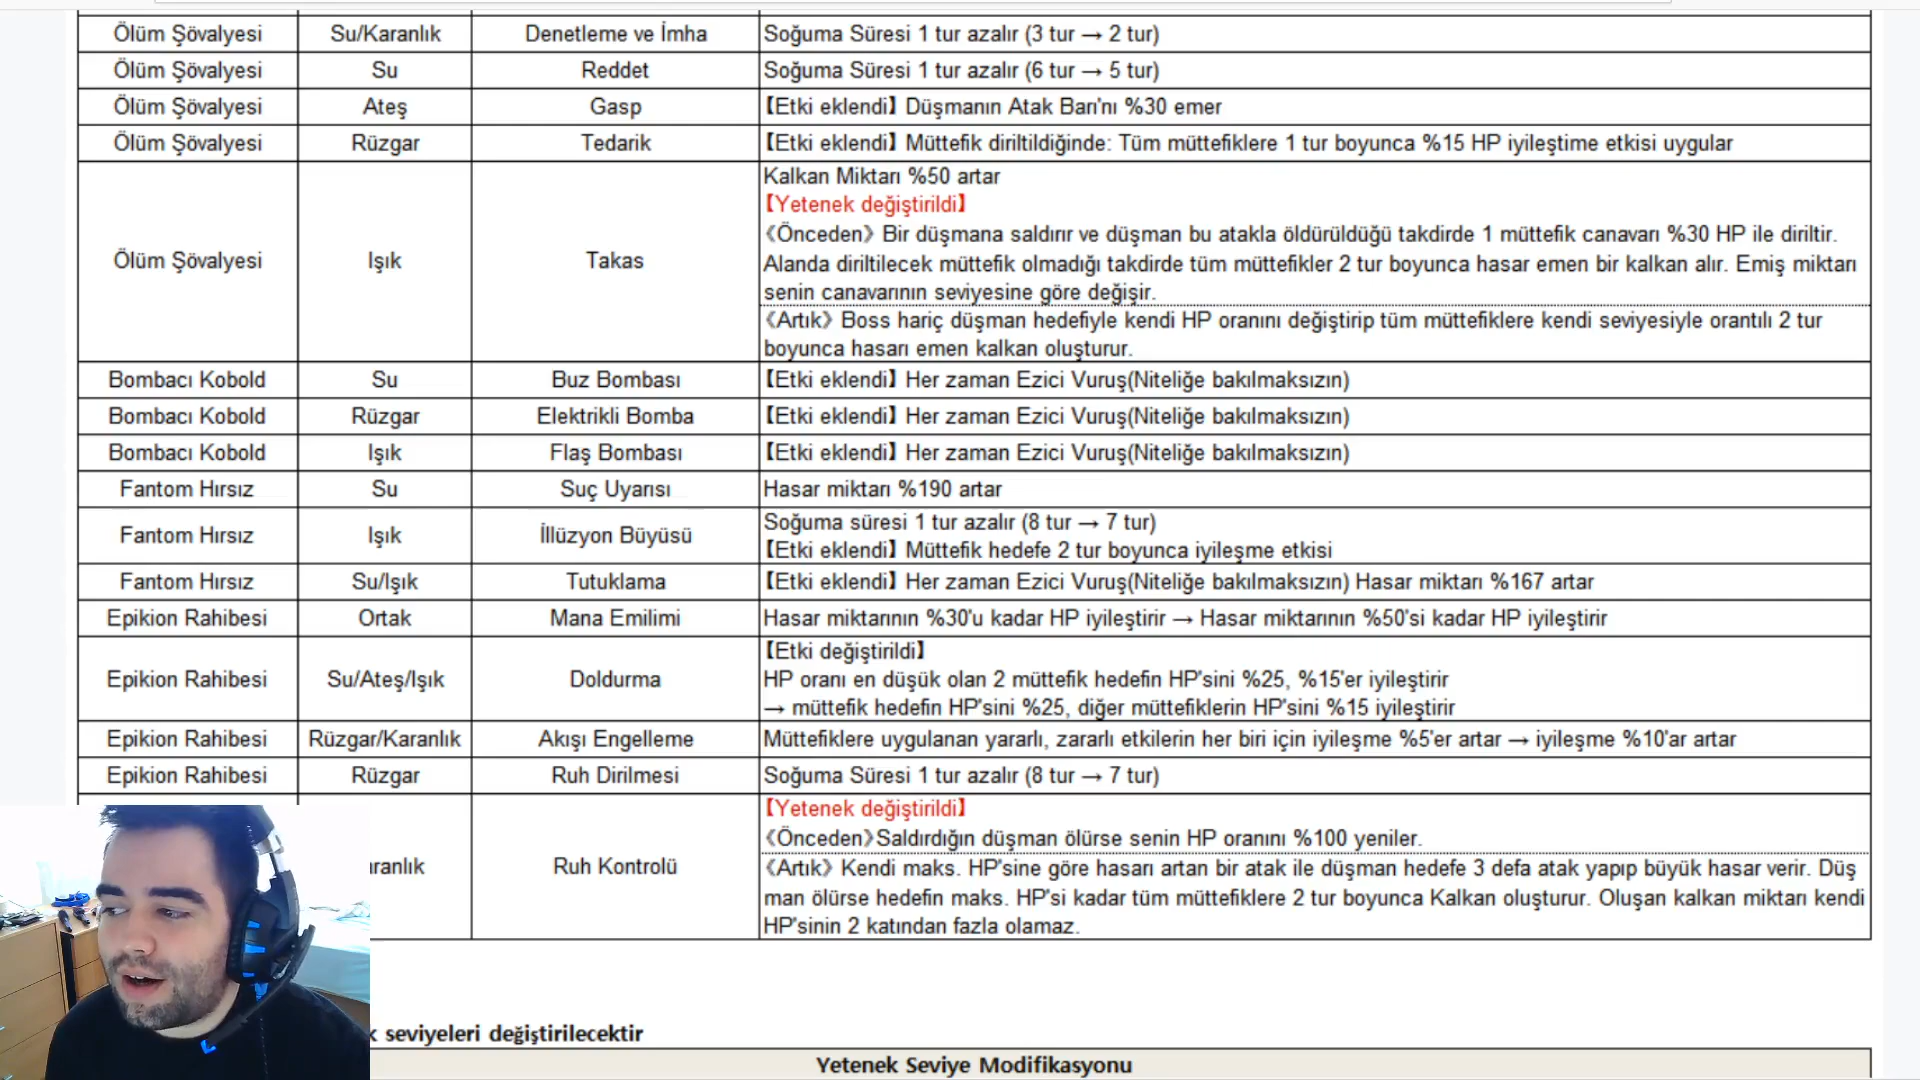 Ölüm Şövalyesi Su/Karanlık Denetleme ve İmha Soğuma Süresi 1 tur azalır (3 tur → 2 tur)
Ölüm Şövalyesi Su Reddet Soğuma Süresi 1 tur azalır (6 tur → 5 tur)
Ölüm Şövalyesi Ateş Gasp 【Etki eklendi】 Düşmanın Atak Barı'nı %30 emer
Ölüm Şövalyesi Rüzgar Tedarik 【Etki eklendi】 Müttefik diriltildiğinde: Tüm müttefiklere 1 tur boyunca %15 HP iyileştime etkisi uygular
Ölüm Şövalyesi Işık Takas Kalkan Miktarı %50 artar
【Yetenek değiştirildi】
《Önceden》 Bir düşmana saldırır ve düşman bu atakla öldürüldüğü takdirde 1 müttefik canavarı %30 HP ile diriltir.
Alanda diriltilecek müttefik olmadığı takdirde tüm müttefikler 2 tur boyunca hasar emen bir kalkan alır. Emiş miktarı
senin canavarının seviyesine göre değişir.
《Artık》 Boss hariç düşman hedefiyle kendi HP oranını değiştirip tüm müttefiklere kendi seviyesiyle orantılı 2 tur
boyunca hasarı emen kalkan oluşturur.
Bombacı Kobold Su Buz Bombası 【Etki eklendi】 Her zaman Ezici Vuruş(Niteliğe bakılmaksızın)
Bombacı Kobold Rüzgar Elektrikli Bomba 【Etki eklendi】 Her zaman Ezici Vuruş(Niteliğe bakılmaksızın)
Bombacı Kobold Işık Flaş Bombası 【Etki eklendi】 Her zaman Ezici Vuruş(Niteliğe bakılmaksızın)
Fantom Hırsız Su Suç Uyarısı Hasar miktarı %190 artar
Fantom Hırsız Işık İllüzyon Büyüsü Soğuma süresi 1 tur azalır (8 tur → 7 tur)
【Etki eklendi】 Müttefik hedefe 2 tur boyunca iyileşme etkisi
Fantom Hırsız Su/Işık Tutuklama 【Etki eklendi】 Her zaman Ezici Vuruş(Niteliğe bakılmaksızın) Hasar miktarı %167 artar
Epikion Rahibesi Ortak Mana Emilimi Hasar miktarının %30'u kadar HP iyileştirir → Hasar miktarının %50'si kadar HP iyileştirir
Epikion Rahibesi Su/Ateş/Işık Doldurma 【Etki değiştirildi】
HP oranı en düşük olan 2 müttefik hedefin HP'sini %25, %15'er iyileştirir
→ müttefik hedefin HP'sini %25, diğer müttefiklerin HP'sini %15 iyileştirir
Epikion Rahibesi Rüzgar/Karanlık Akışı Engelleme Müttefiklere uygulanan yararlı, zararlı etkilerin her biri için iyileşme %5'er artar → iyileşme %10'ar artar
Epikion Rahibesi Rüzgar Ruh Dirilmesi Soğuma Süresi 1 tur azalır (8 tur → 7 tur)
aranlık Ruh Kontrolü 【Yetenek değiştirildi】
《Önceden》Saldırdığın düşman ölürse senin HP oranını %100 yeniler.
《Artık》 Kendi maks. HP'sine göre hasarı artan bir atak ile düşman hedefe 3 defa atak yapıp büyük hasar verir. Düş
man ölürse hedefin maks. HP'si kadar tüm müttefiklere 2 tur boyunca Kalkan oluşturur. Oluşan kalkan miktarı kendi
HP'sinin 2 katından fazla olamaz.
k seviyeleri değiştirilecektir
Yetenek Seviye Modifikasyonu